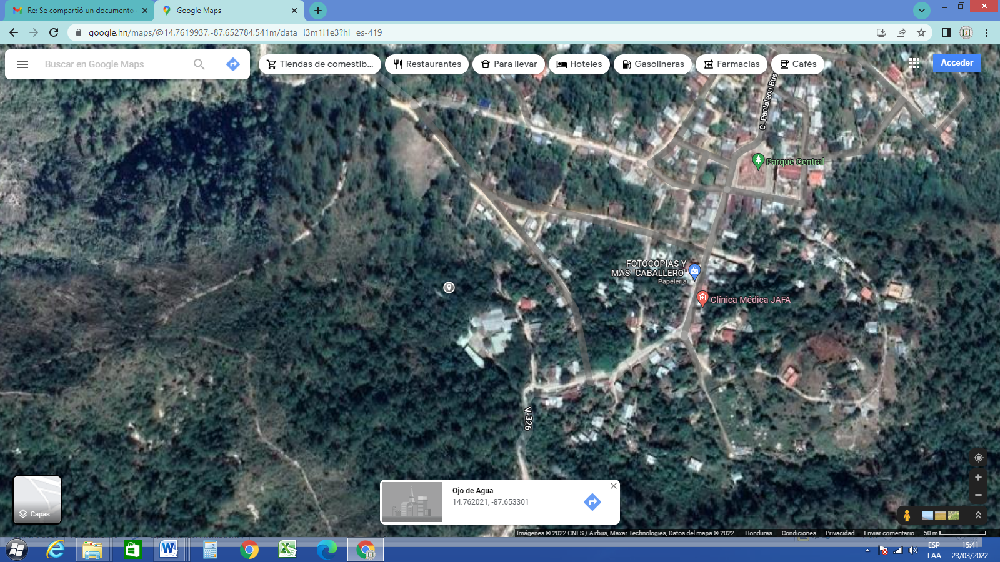 Re: Se compartió un documento
Google Maps
google.hn/maps/@14.7619937,-87.652784,541m/data=!3m1!1e3?hl=es-419
Buscar en Google Maps
Tiendas de comestib...
Restaurantes
Para llevar
Hoteles
Gasolineras
Farmacias
Cafés
Acceder
C. Pantaleon Bue
Parque Central
FOTOCOPIAS Y
MAS "CABALLERO"
Papelería
Clínica Médica JAFA
V-326
Ojo de Agua
14.762021, -87.653301
Capas
Imágenes © 2022 CNES / Airbus, Maxar Technologies, Datos del mapa © 2022
Honduras
Condiciones
Privacidad
Enviar comentario
50 m
ESP
LAA
15:41
23/03/2022